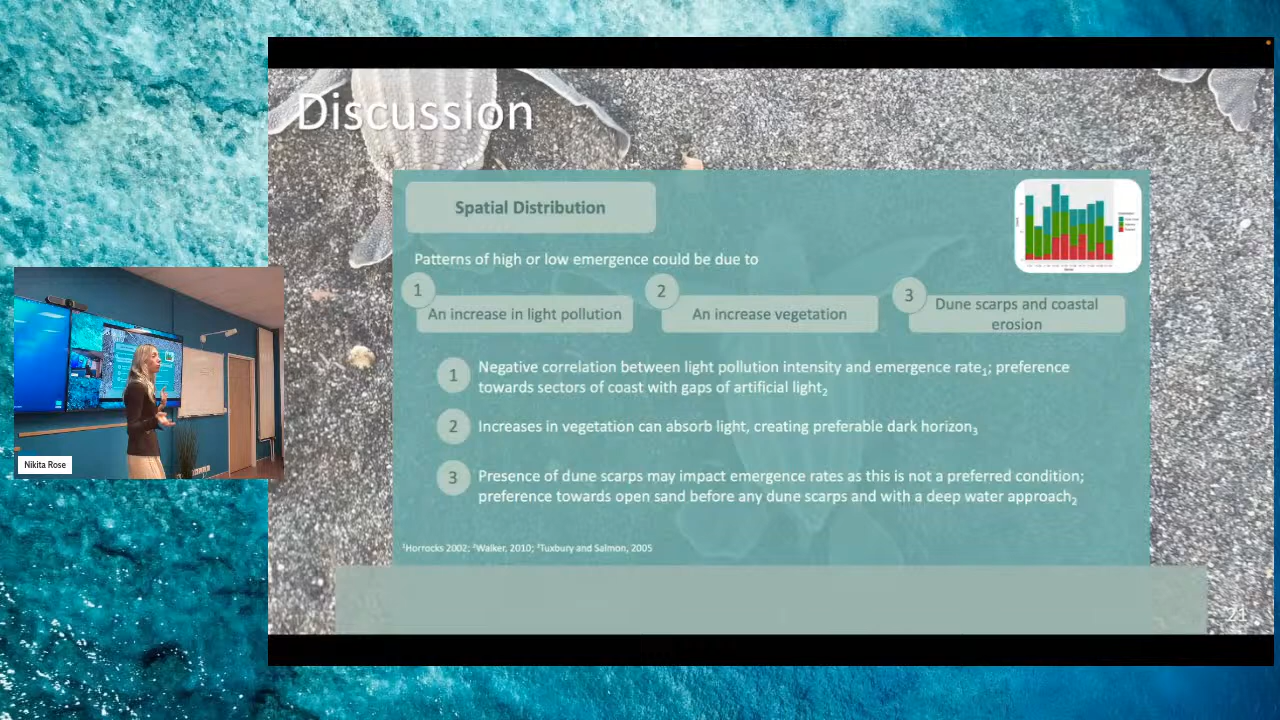 Discussion
Spatial Distribution
Patterns of high or low emergence could be due to
1
An increase in light pollution
2
An increase vegetation
3
Dune scarps and coastal
erosion
1
Negative correlation between light pollution intensity and emergence rate1; preference
towards sectors of coast with gaps of artificial light2
2
Increases in vegetation can absorb light, creating preferable dark horizon3
3
Presence of dune scarps may impact emergence rates as this is not a preferred condition;
preference towards open sand before any dune scarps and with a deep water approach2
1Horrocks 2002; 2Walker, 2010; 3Tuxbury and Salmon, 2005
21
Nikita Rose